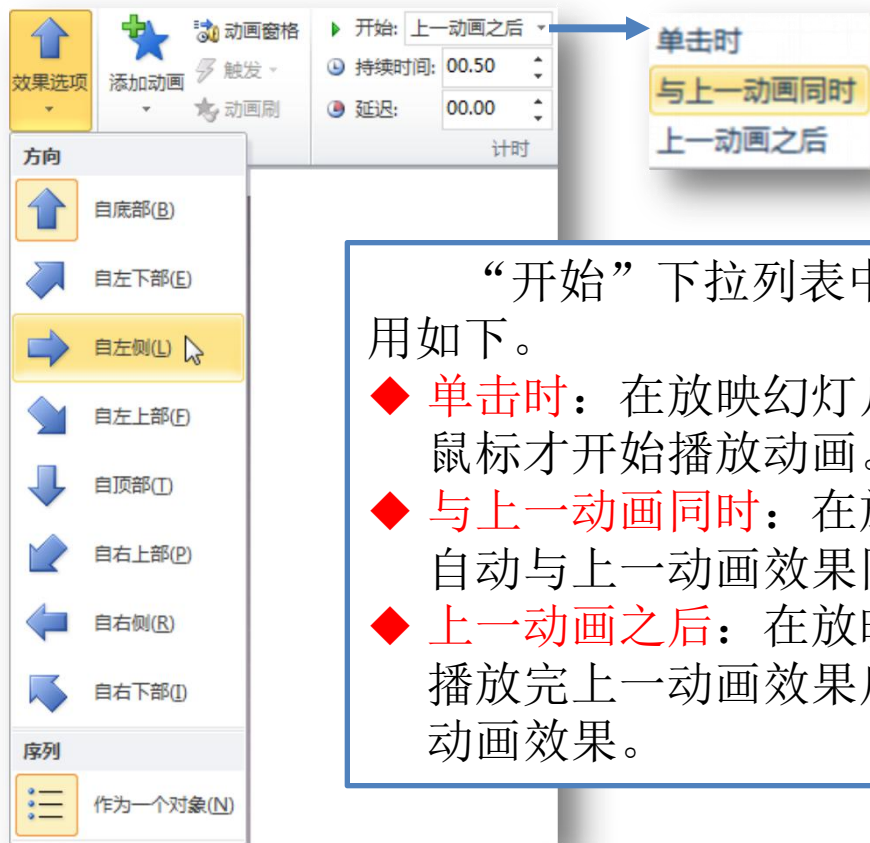 效果选项
添加动画
动画窗格
触发
动画刷
开始: 上一动画之后
持续时间: 00.50
延迟: 00.00
计时
单击时
与上一动画同时
上一动画之后
方向
自底部(B)
自左下部(E)
自左侧(L)
自左上部(F)
自顶部(T)
自右上部(P)
自右侧(R)
自右下部(I)
序列
作为一个对象(N)
“开始”下拉列表中
用如下。
◆ 单击时：在放映幻灯
鼠标才开始播放动画。
◆ 与上一动画同时：在放
自动与上一动画效果同
◆ 上一动画之后：在放映
播放完上一动画效果后
动画效果。